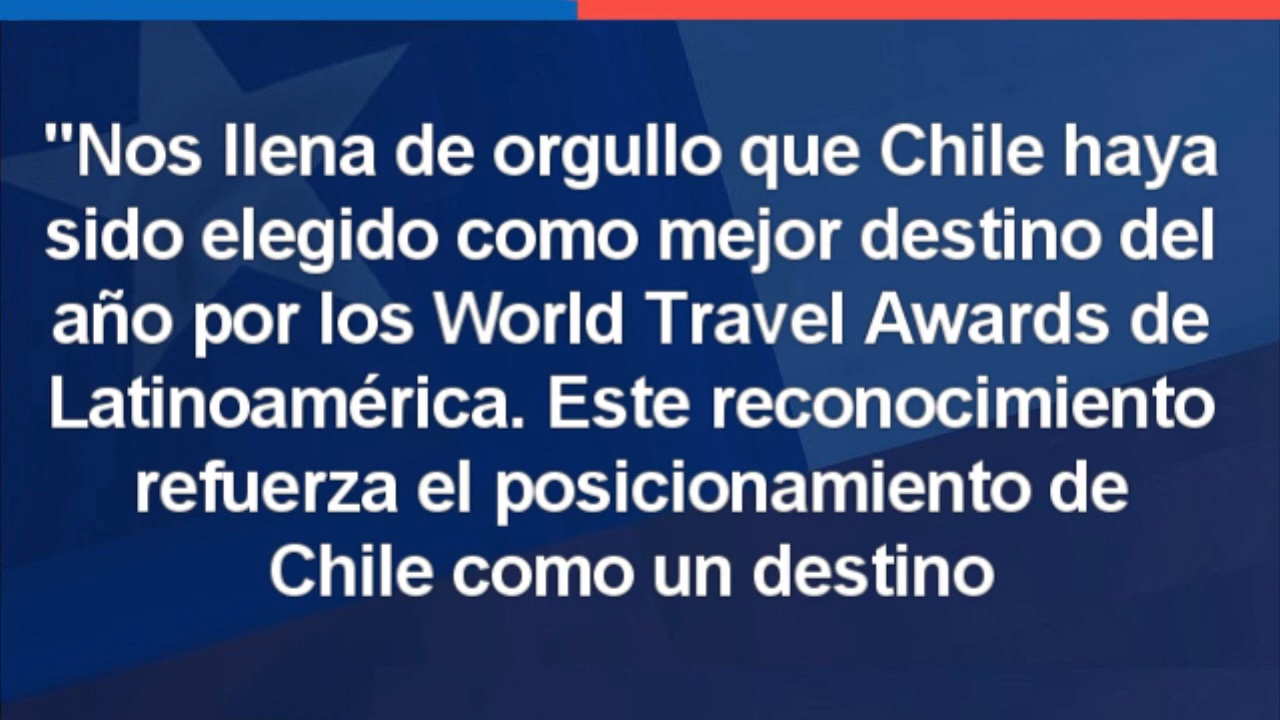 "Nos llena de orgullo que Chile haya
sido elegido como mejor destino del
año por los World Travel Awards de
Latinoamérica. Este reconocimiento
refuerza el posicionamiento de
Chile como un destino